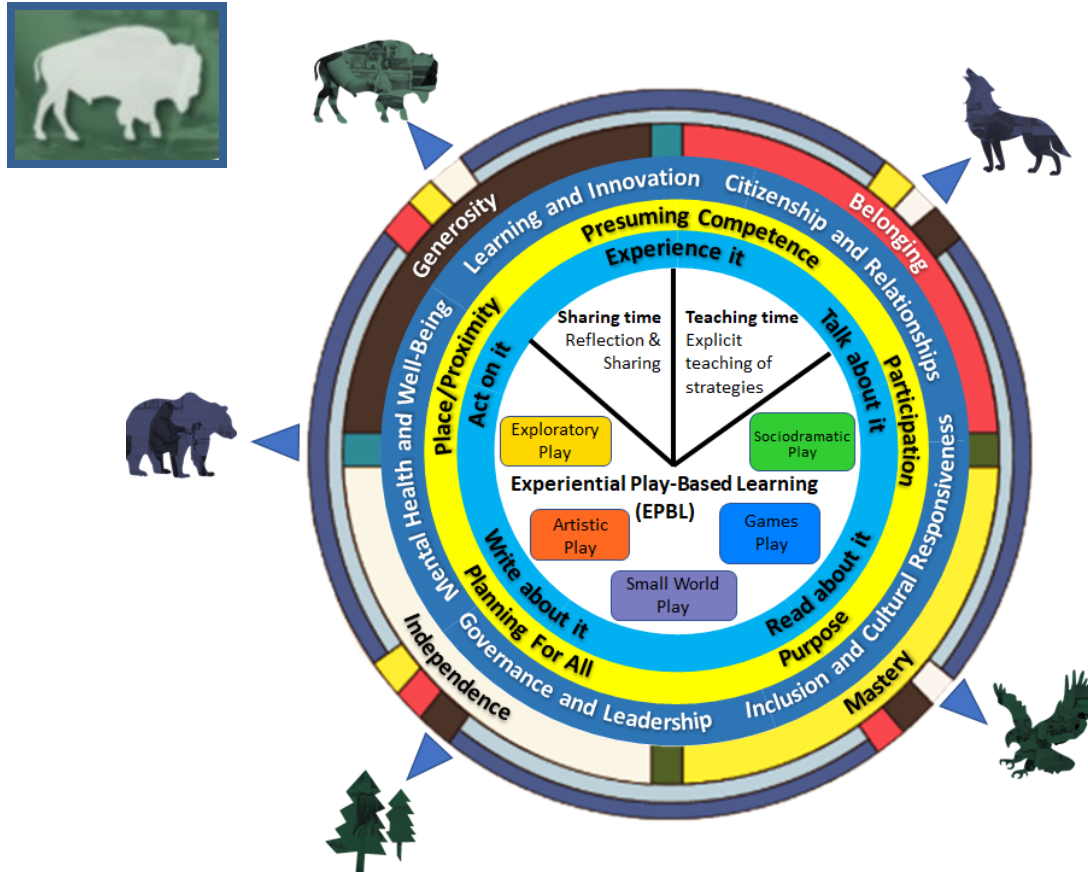 Generosity
Belonging
Mastery
Independence
Learning and Innovation
Citizenship and Relationships
Inclusion and Cultural Responsiveness
Governance and Leadership
Mental Health and Well-Being
Presuming Competence
Participation
Purpose
Planning For All
Place/Proximity
Experience it
Talk about it
Read about it
Write about it
Act on it
Sharing time
Reflection &
Sharing
Teaching time
Explicit
teaching of
strategies
Exploratory
Play
Sociodramatic
Play
Experiential Play-Based Learning
(EPBL)
Artistic
Play
Games
Play
Small World
Play